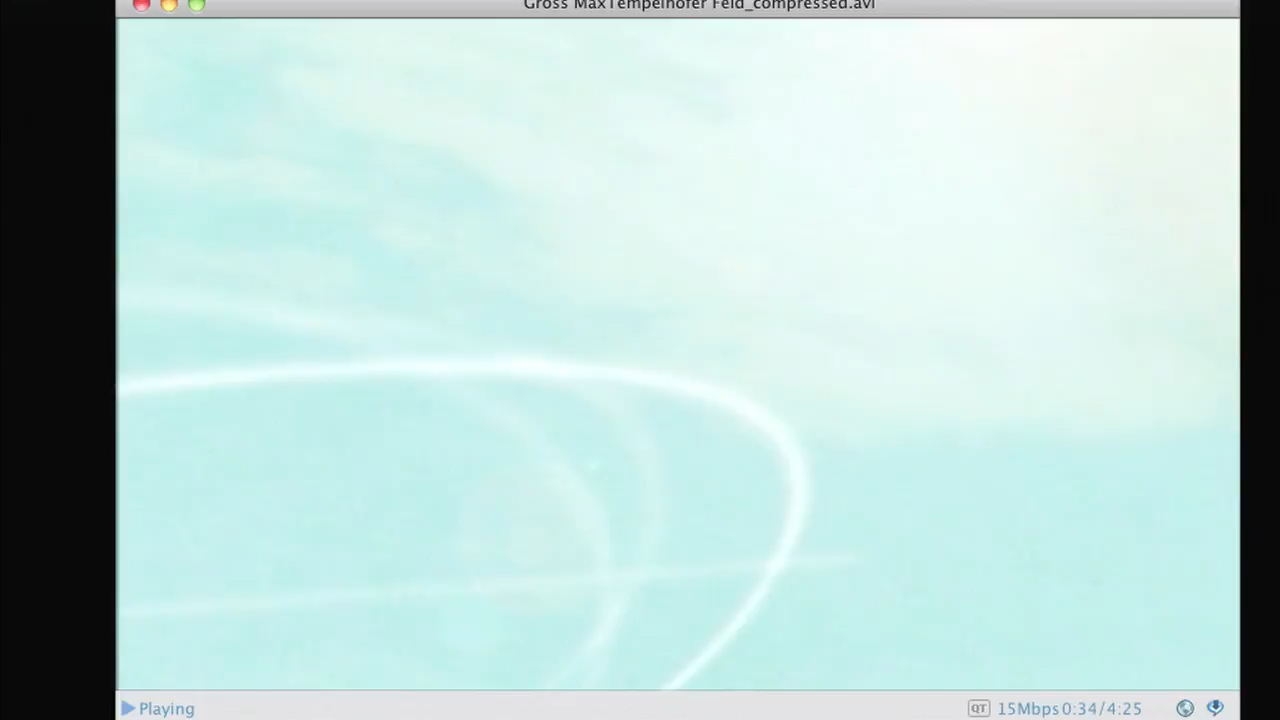 Gross MaxTempelhofer Feld_compressed.avi
Playing
QT 15Mbps 0:34/4:25